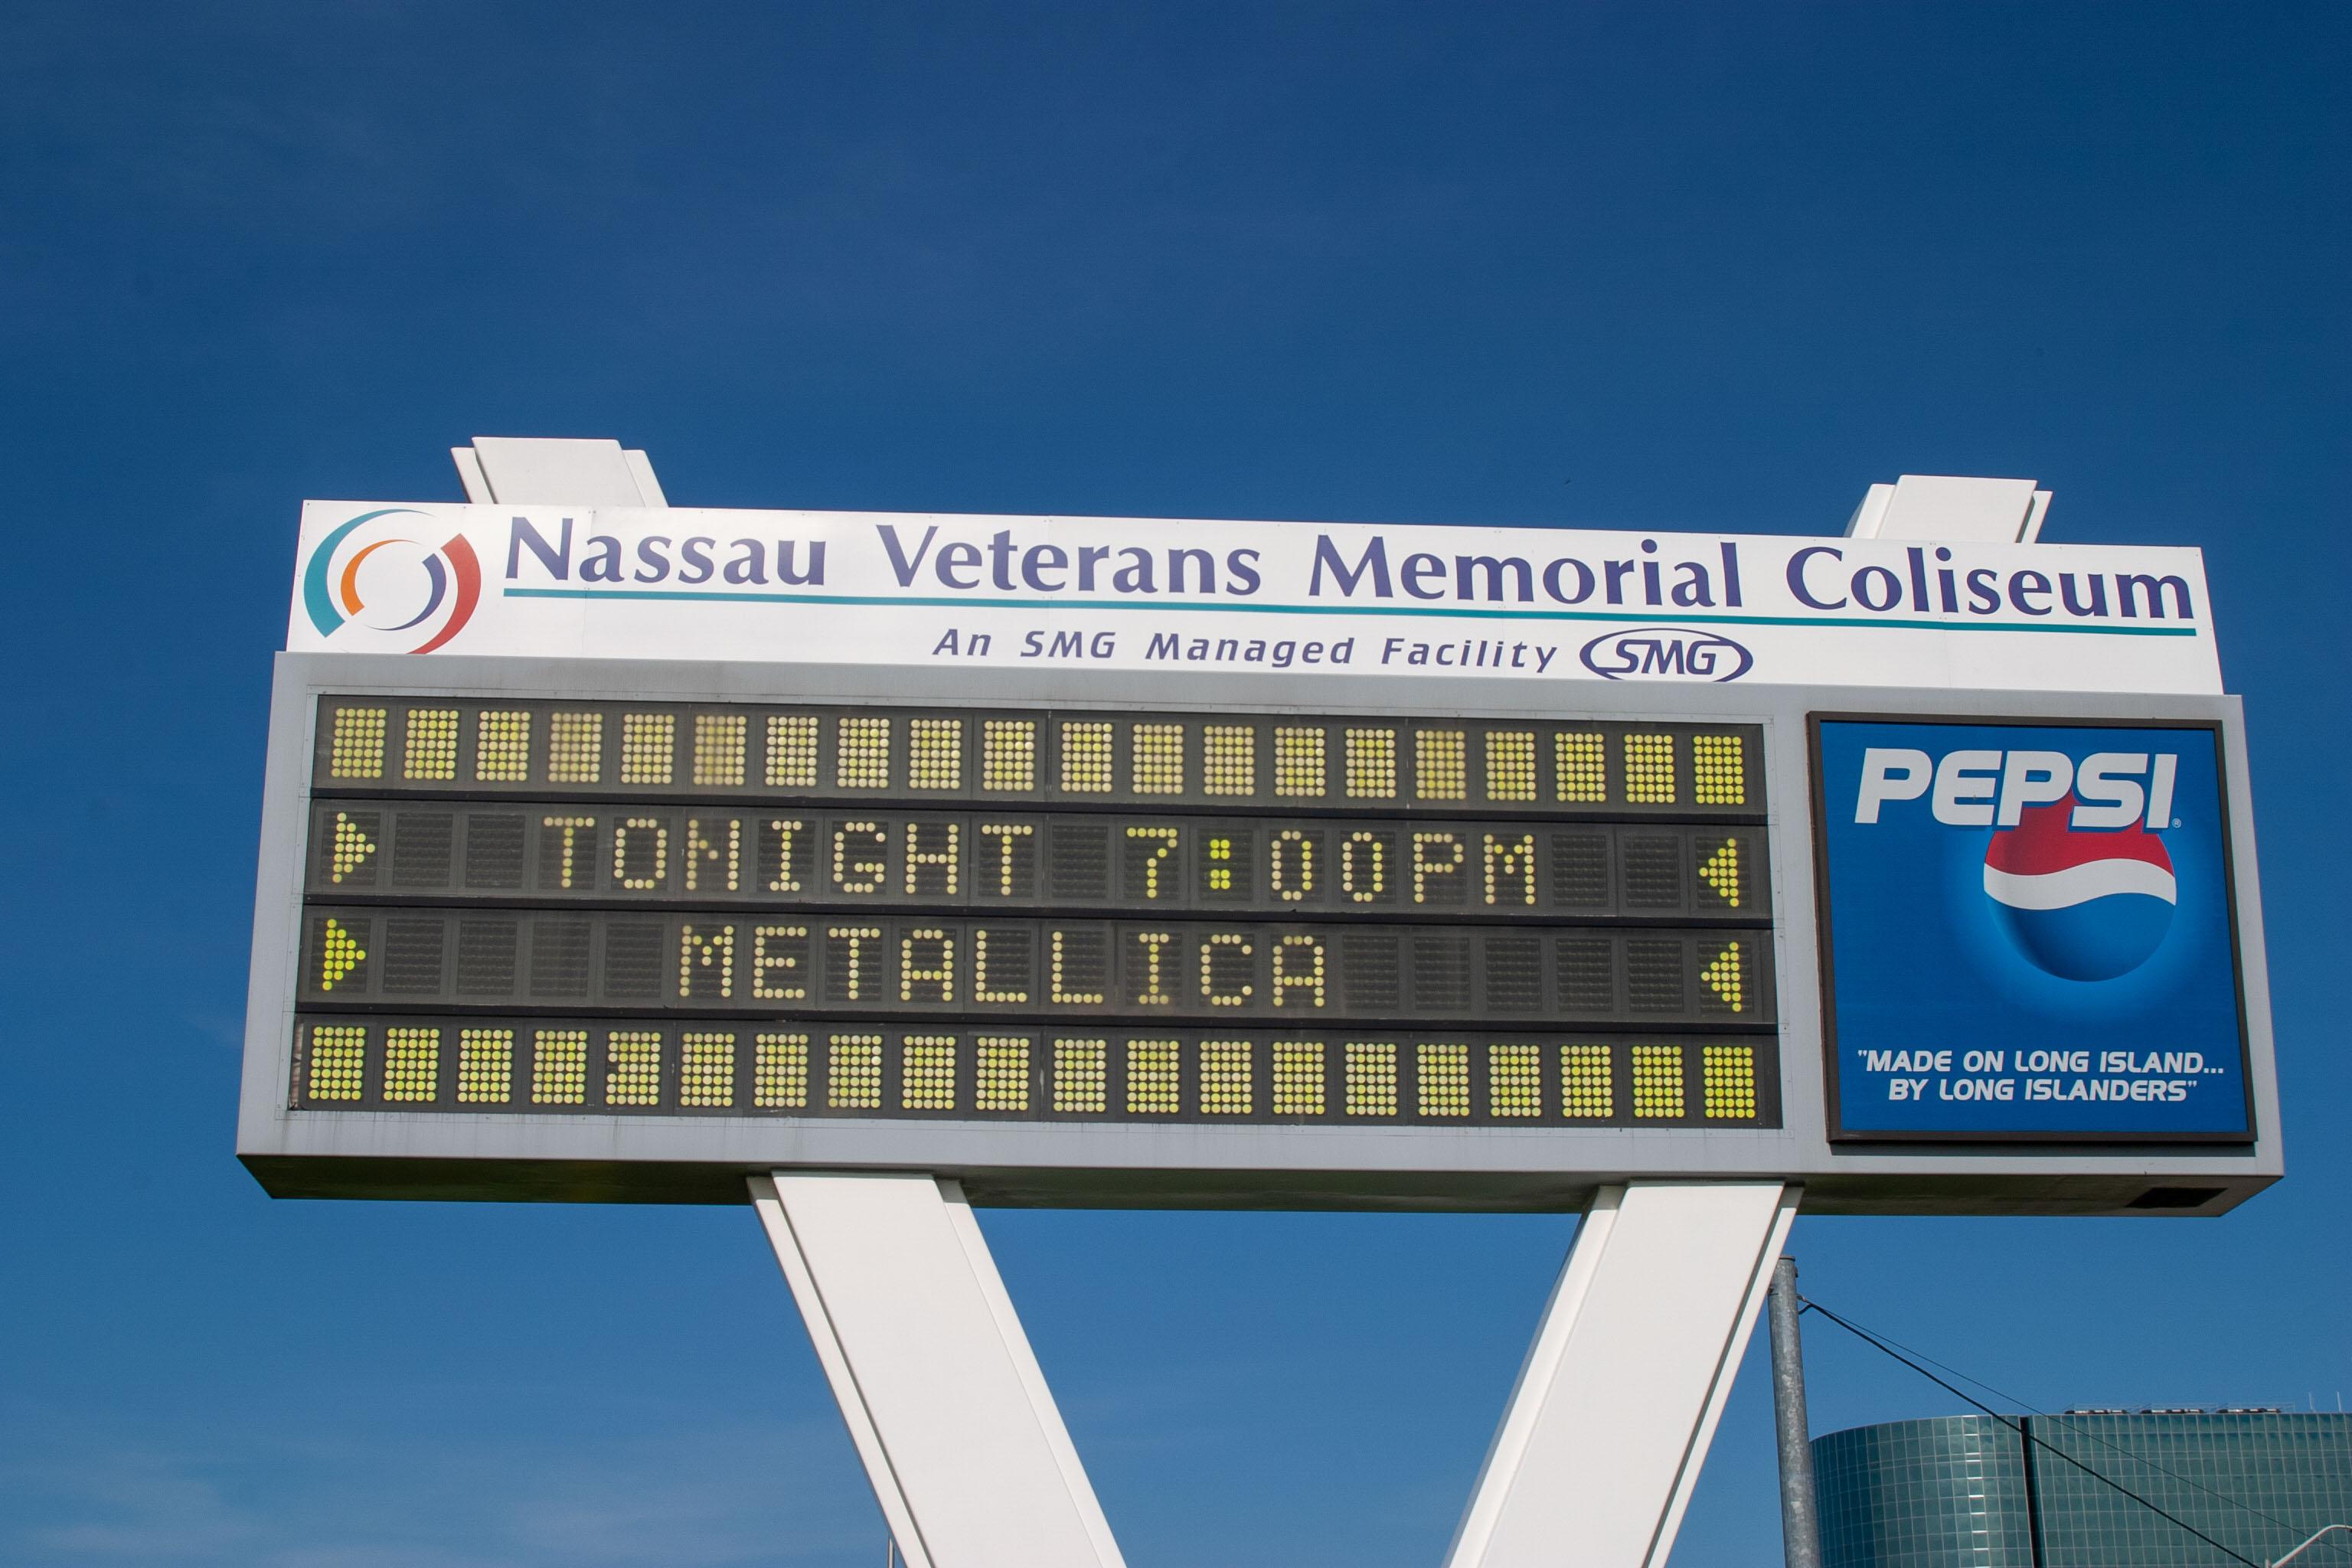 Nassau Veterans Memorial Coliseum
An SMG Managed Facility SMG
TONIGHT 7:00PM
METALLICA
PEPSI®
"MADE ON LONG ISLAND...
BY LONG ISLANDERS"